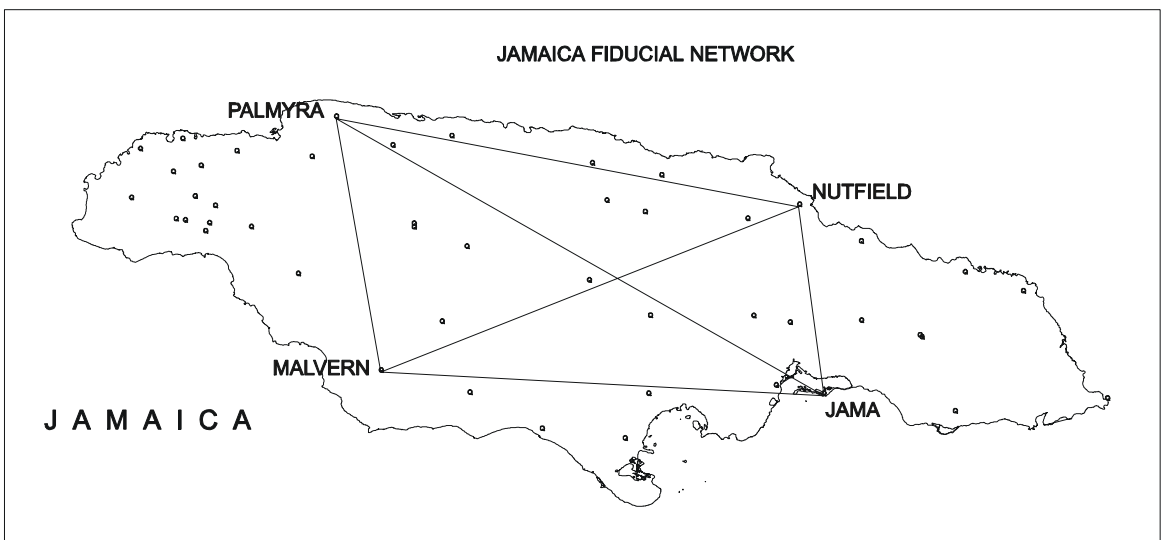 JAMAICA FIDUCIAL NETWORK
PALMYRA
NUTFIELD
MALVERN
JAMA
J A M A I C A